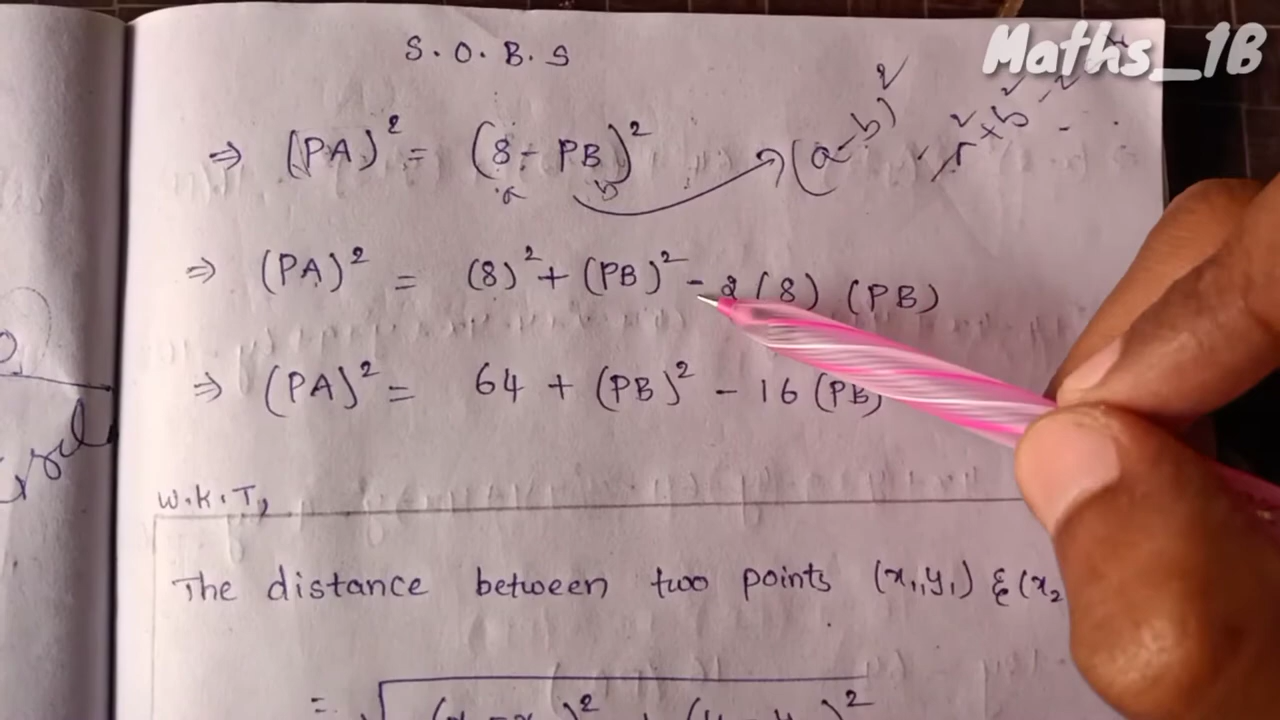 Maths_1B
S.O.B.S
⇒ (PA)² = (8 - PB)²
(a-b)²
a b
⇒ (PA)² = (8)² + (PB)² - 2(8) (PB)
⇒ (PA)² = 64 + (PB)² - 16 (PB)
W.K.T,
The distance between two points (x₁,y₁) & (x₂